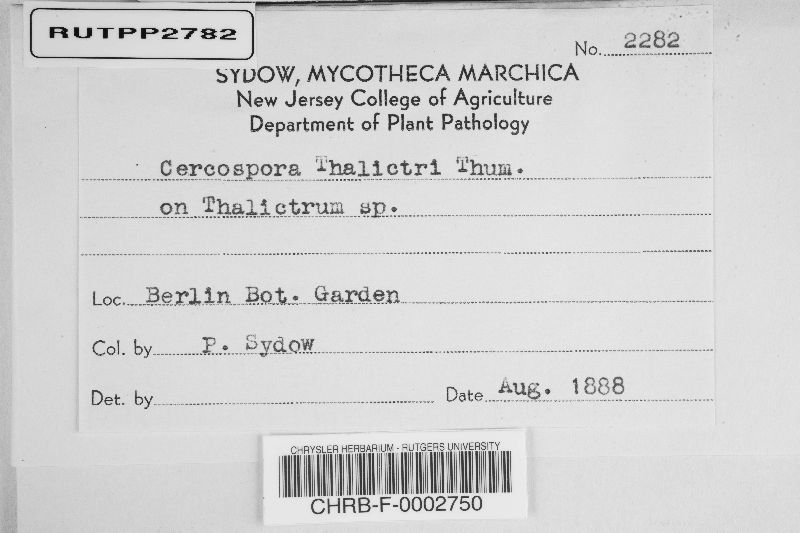 RUTPP2782
No. 2282
SYDOW, MYCOTHECA MARCHICA
New Jersey College of Agriculture
Department of Plant Pathology
Cercospora Thalictri Thum.
on Thalictrum sp.
Loc. Berlin Bot. Garden
Col. by P. Sydow
Det. by
Date Aug. 1888
CHRYSLER HERBARIUM - RUTGERS UNIVERSITY
CHRB-F-0002750